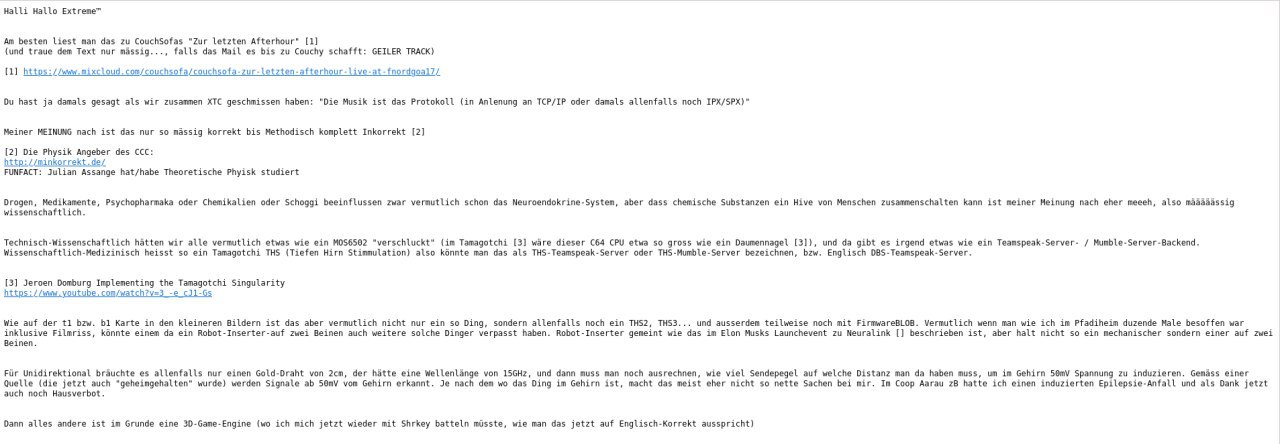 Halli Hallo Extreme™
Am besten liest man das zu CouchSofas "Zur letzten Afterhour" [1]
(und traue dem Text nur mässig..., falls das Mail es bis zu Couchy schafft: GEILER TRACK)
[1] https://www.mixcloud.com/couchsofa/couchsofa-zur-letzten-afterhour-live-at-fnordgoa17/
Du hast ja damals gesagt als wir zusammen XTC geschmissen haben: "Die Musik ist das Protokoll (in Anlenung an TCP/IP oder damals allenfalls noch IPX/SPX)"
Meiner MEINUNG nach ist das nur so mässig korrekt bis Methodisch komplett Inkorrekt [2]
[2] Die Physik Angeber des CCC:
http://minkorrekt.de/
FUNFACT: Julian Assange hat/habe Theoretische Phyisk studiert
Drogen, Medikamente, Psychopharmaka oder Chemikalien oder Schoggi beeinflussen zwar vermutlich schon das Neuroendokrine-System, aber dass chemische Substanzen ein Hive von Menschen zusammenschalten kann ist meiner Meinung nach eher meeeh, also määäääässig
wissenschaftlich.
Technisch-Wissenschaftlich hätten wir alle vermutlich etwas wie ein MOS6502 "verschluckt" (im Tamagotchi [3] wäre dieser C64 CPU etwa so gross wie ein Daumennagel [3]), und da gibt es irgend etwas wie ein Teamspeak-Server- / Mumble-Server-Backend.
Wissenschaftlich-Medizinisch heisst so ein Tamagotchi THS (Tiefen Hirn Stimmulation) also könnte man das als THS-Teamspeak-Server oder THS-Mumble-Server bezeichnen, bzw. Englisch DBS-Teamspeak-Server.
[3] Jeroen Domburg Implementing the Tamagotchi Singularity
https://www.youtube.com/watch?v=3_-e_cJ1-Gs
Wie auf der t1 bzw. b1 Karte in den kleineren Bildern ist das aber vermutlich nicht nur ein so Ding, sondern allenfalls noch ein THS2, THS3... und ausserdem teilweise noch mit FirmwareBLOB. Vermutlich wenn man wie ich im Pfadiheim duzende Male besoffen war
inklusive Filmriss, könnte einem da ein Robot-Inserter-auf zwei Beinen auch weitere solche Dinger verpasst haben. Robot-Inserter gemeint wie das im Elon Musks Launchevent zu Neuralink [] beschrieben ist, aber halt nicht so ein mechanischer sondern einer auf zwei
Beinen.
Für Unidirektional bräuchte es allenfalls nur einen Gold-Draht von 2cm, der hätte eine Wellenlänge von 15GHz, und dann muss man noch ausrechnen, wie viel Sendepegel auf welche Distanz man da haben muss, um im Gehirn 50mV Spannung zu induzieren. Gemäss einer
Quelle (die jetzt auch "geheimgehalten" wurde) werden Signale ab 50mV vom Gehirn erkannt. Je nach dem wo das Ding im Gehirn ist, macht das meist eher nicht so nette Sachen bei mir. Im Coop Aarau zB hatte ich einen induzierten Epilepsie-Anfall und als Dank jetzt
auch noch Hausverbot.
Dann alles andere ist im Grunde eine 3D-Game-Engine (wo ich mich jetzt wieder mit Shrkey batteln müsste, wie man das jetzt auf Englisch-Korrekt ausspricht)